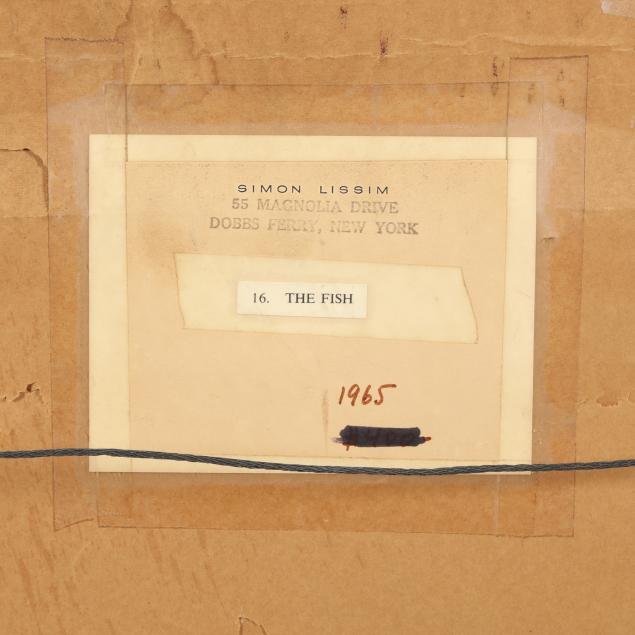 SIMON LISSIM
55 MAGNOLIA DRIVE
DOBBS FERRY, NEW YORK
16. THE FISH
1965